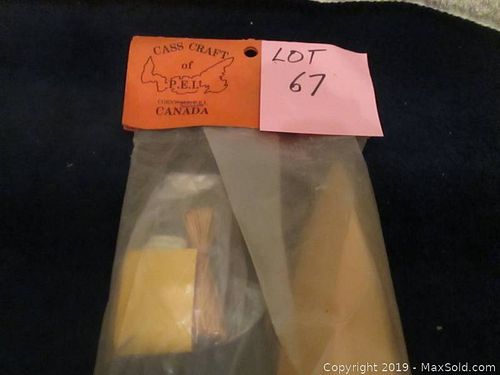 CASS CRAFT
of
P.E.I.
CANADA
LOT
67
Copyright 2019 - MaxSold.com